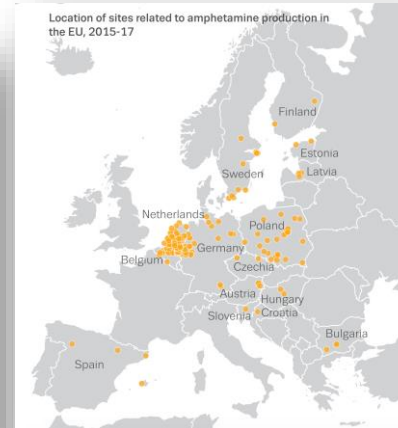 Location of sites related to amphetamine production in
the EU, 2015-17
Finland
Estonia
Sweden
Latvia
Netherlands
Poland
Germany
Belgium
Czechia
Austria
Hungary
Slovenia
Croatia
Bulgaria
Spain